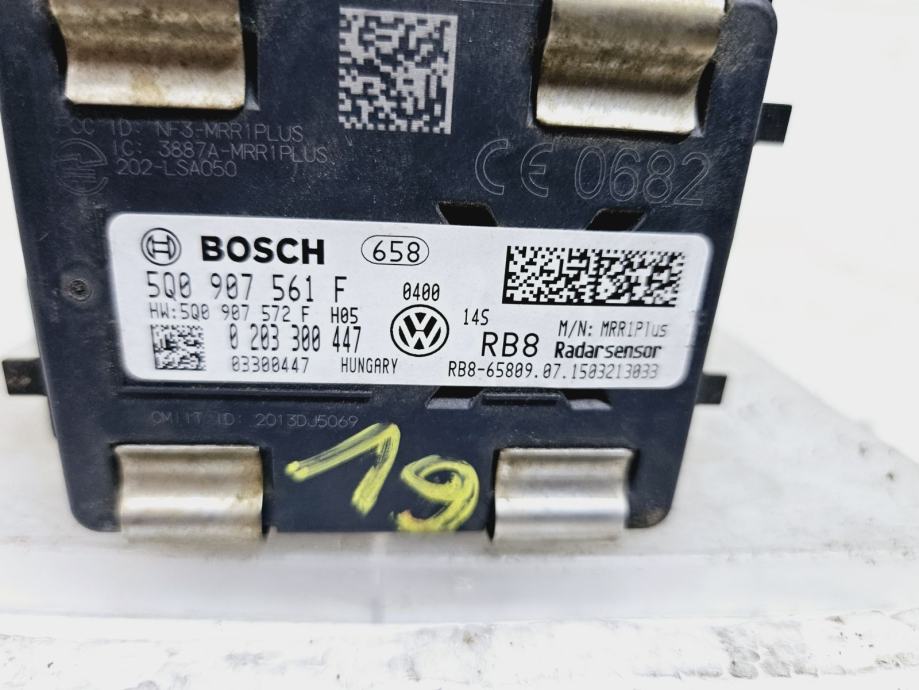 FCC ID: NF3-MRR1PLUS
IC: 3887A-MRR1PLUS
202-LSA050
CE 0682
BOSCH 658
5Q0 907 561 F 0400
HW:5Q0 907 572 F H05 14S
0 203 300 447 RB8 M/N: MRR1Plus
Radarsensor
03300447 HUNGARY RB8-65809.07.1503213033
CMIIT ID: 2013DJ5069
19